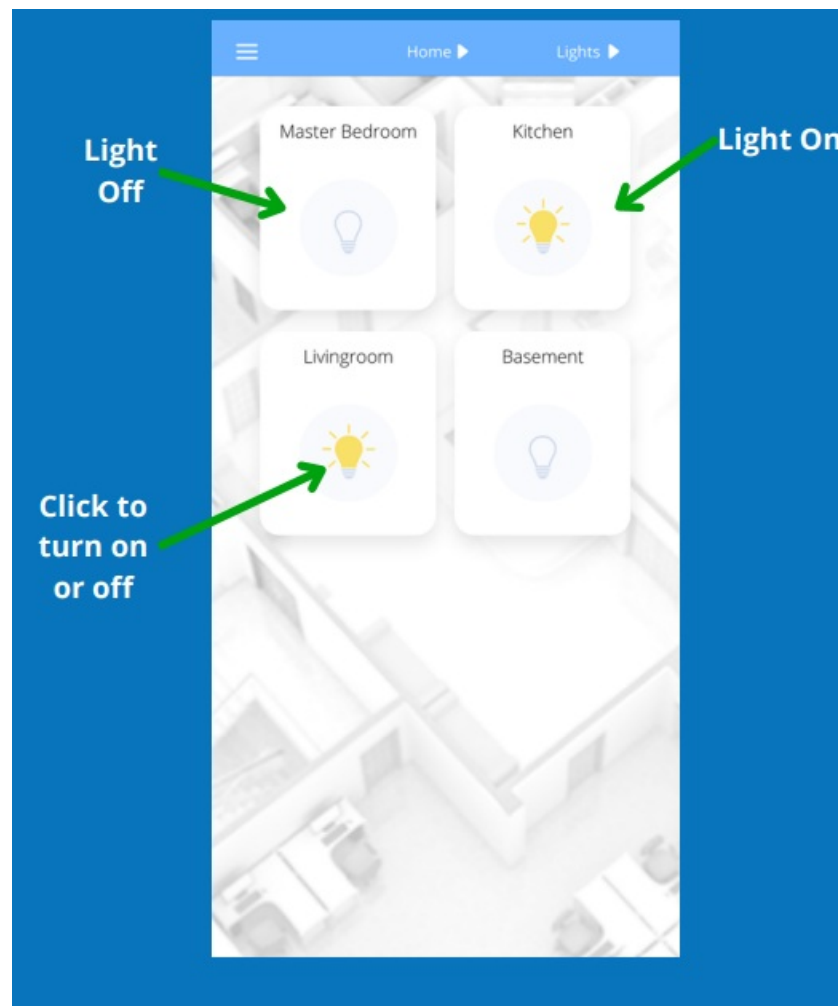 Home
Lights
Master Bedroom
Kitchen
Light
Off
Light On
Livingroom
Basement
Click to
turn on
or off